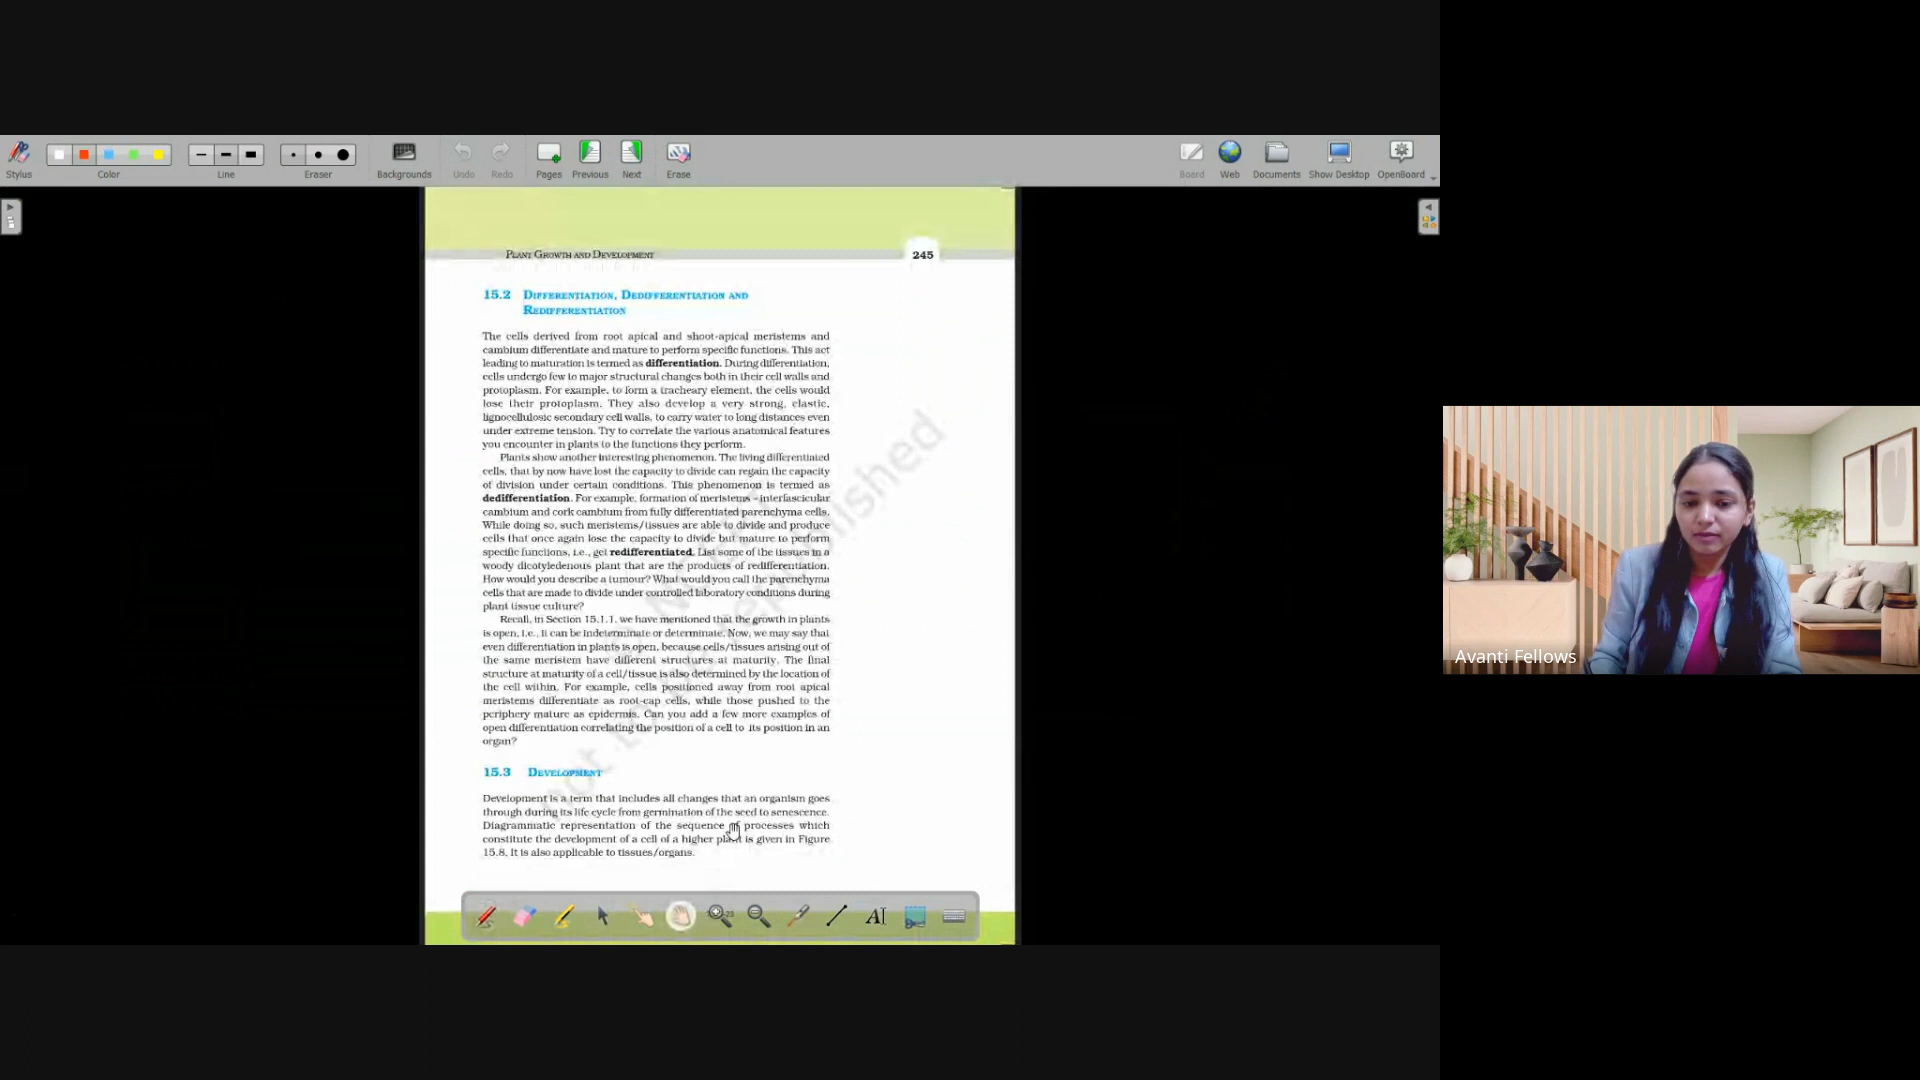 Stylus
Color
Line
Eraser
Backgrounds
Undo
Redo
Pages
Previous
Next
Erase
Board
Web
Documents
Show Desktop
OpenBoard
PLANT GROWTH AND DEVELOPMENT
245
15.2 DIFFERENTIATION, DEDIFFERENTIATION AND
REDIFFERENTIATION
The cells derived from root apical and shoot-apical meristems and
cambium differentiate and mature to perform specific functions. This act
leading to maturation is termed as differentiation. During differentiation,
cells undergo few to major structural changes both in their cell walls and
protoplasm. For example, to form a tracheary element, the cells would
lose their protoplasm. They also develop a very strong, elastic,
lignocellulosic secondary cell walls, to carry water to long distances even
under extreme tension. Try to correlate the various anatomical features
you encounter in plants to the functions they perform.
Plants show another interesting phenomenon. The living differentiated
cells, that by now have lost the capacity to divide can regain the capacity
of division under certain conditions. This phenomenon is termed as
dedifferentiation. For example, formation of meristems – interfascicular
cambium and cork cambium from fully differentiated parenchyma cells.
While doing so, such meristems/tissues are able to divide and produce
cells that once again lose the capacity to divide but mature to perform
specific functions, i.e., get redifferentiated. List some of the tissues in a
woody dicotyledenous plant that are the products of redifferentiation.
How would you describe a tumour? What would you call the parenchyma
cells that are made to divide under controlled laboratory conditions during
plant tissue culture?
Recall, in Section 15.1.1, we have mentioned that the growth in plants
is open, i.e., it can be indeterminate or determinate. Now, we may say that
even differentiation in plants is open, because cells/tissues arising out of
the same meristem have different structures at maturity. The final
structure at maturity of a cell/tissue is also determined by the location of
the cell within. For example, cells positioned away from root apical
meristems differentiate as root-cap cells, while those pushed to the
periphery mature as epidermis. Can you add a few more examples of
open differentiation correlating the position of a cell to its position in an
organ?
15.3 DEVELOPMENT
Development is a term that includes all changes that an organism goes
through during its life cycle from germination of the seed to senescence.
Diagrammatic representation of the sequence of processes which
constitute the development of a cell of a higher plant is given in Figure
15.8. It is also applicable to tissues/organs.
Avanti Fellows